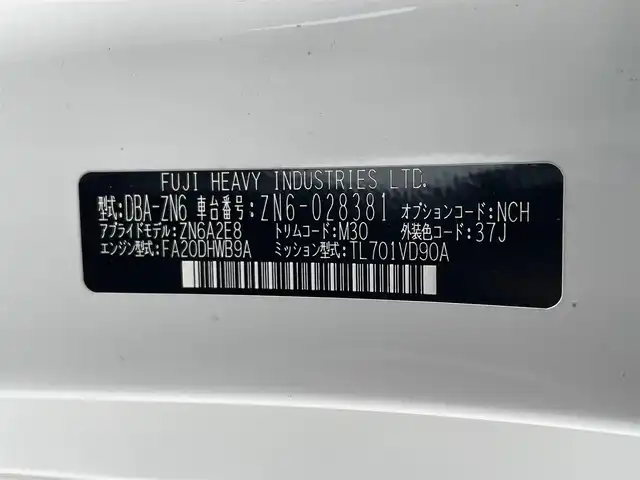 FUJI HEAVY INDUSTRIES LTD.
型式:DBA-ZN6 車台番号:ZN6-028381 オプションコード:NCH
アプライドモデル:ZN6A2E8 トリムコード:M30 外装色コード:37J
エンジン型式:FA20DHWB9A ミッション型式:TL701VD90A